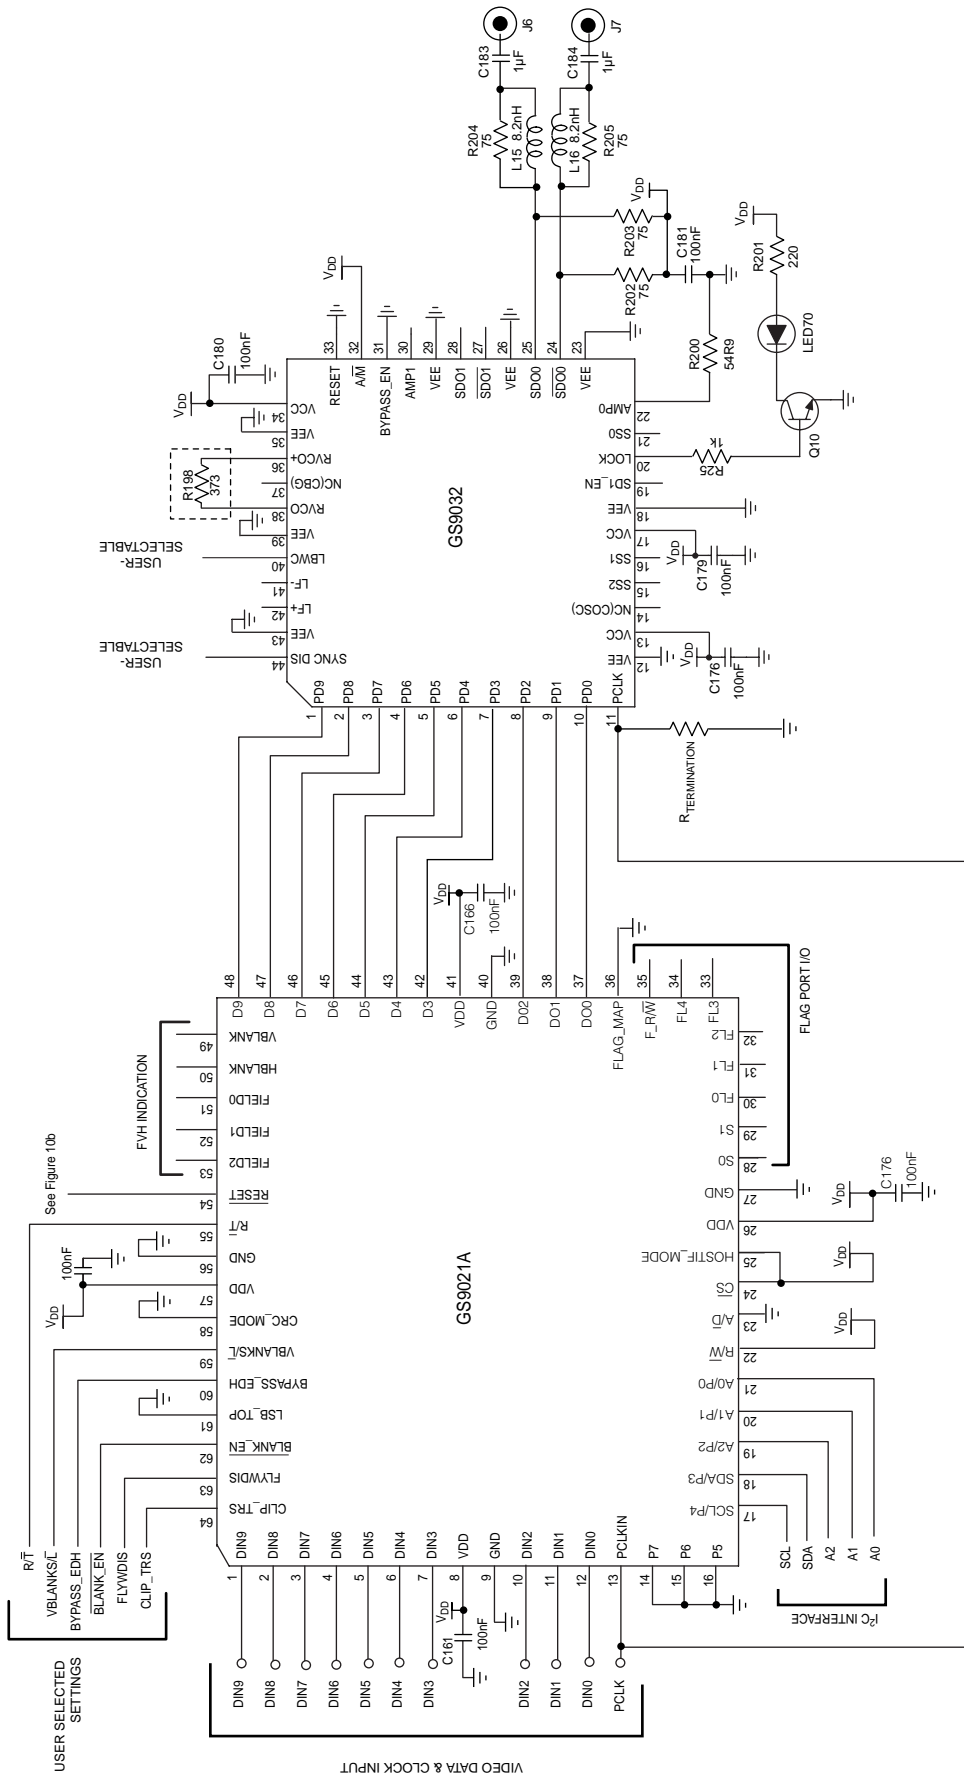 J6
C183
1µF
R204
75
L15 8.2nH
J7
C184
1µF
L16 8.2nH
R205
75
VDD
R203
75
R202
75
C181
100nF
VDD
R201
220
LED70
Q10
R200
54R9
R25
1k
VDD
C180
100nF
VDD
R198
373
USER-
SELECTABLE
USER-
SELECTABLE
GS9032
33 RESET
32 A/M̅
31 BYPASS_EN
30 AMP1
29 VEE
28 SDO1
27 S̅D̅O̅1̅
26 VEE
25 SDO0
24 S̅D̅O̅0̅
23 VEE
34 VCC
35 VEE
36 RVCO+
37 NC(CBG)
38 RVCO
39 VEE
40 LBWC
41 LF-
42 LF+
43 VEE
44 SYNC DIS
22 AMP0
21 SS0
20 LOCK
19 SD1_EN
18 VEE
17 VCC
16 SS1
15 SS2
14 NC(COSC)
13 VCC
12 VEE
VDD
C179
100nF
VDD
C176
100nF
1 PD9
2 PD8
3 PD7
4 PD6
5 PD5
6 PD4
7 PD3
8 PD2
9 PD1
10 PD0
11 PCLK
RTERMINATION
VDD
C166
100nF
48 D9
47 D8
46 D7
45 D6
44 D5
43 D4
42 D3
41 VDD
40 GND
39 D02
38 DO1
37 DO0
36 FLAG_MAP
35 F_R/W̅
34 FL4
33 FL3
FLAG PORT I/O
FVH INDICATION
49 VBLANK
50 HBLANK
51 FIELD0
52 FIELD1
53 FIELD2
See Figure 10b
54 R̅E̅S̅E̅T̅
55 R/T̅
56 GND
57 VDD
58 CRC_MODE
59 VBLANKS/L̅
60 BYPASS_EDH
61 LSB_TOP
62 B̅L̅A̅N̅K̅_̅E̅N̅
63 FLYWDIS
64 CLIP_TRS
100nF
VDD
GS9021A
32 FL2
31 FL1
30 FL0
29 S1
28 S0
27 GND
26 VDD
25 HOSTIF_MODE
24 C̅S̅
23 A/D̅
22 R/W̅
21 A0/P0
20 A1/P1
19 A2/P2
18 SDA/P3
17 SCL/P4
VDD
C176
100nF
VDD
VDD
R/T̅
VBLANKS/L̅
BYPASS_EDH
B̅L̅A̅N̅K̅_̅E̅N̅
FLYWDIS
CLIP_TRS
USER SELECTED
SETTINGS
1 DIN9
2 DIN8
3 DIN7
4 DIN6
5 DIN5
6 DIN4
7 DIN3
8 VDD
9 GND
10 DIN2
11 DIN1
12 DIN0
13 PCLKIN
14 P7
15 P6
16 P5
VDD
C161
100nF
DIN9
DIN8
DIN7
DIN6
DIN5
DIN4
DIN3
DIN2
DIN1
DIN0
PCLK
VIDEO DATA & CLOCK INPUT
SCL
SDA
A2
A1
A0
I²C INTERFACE